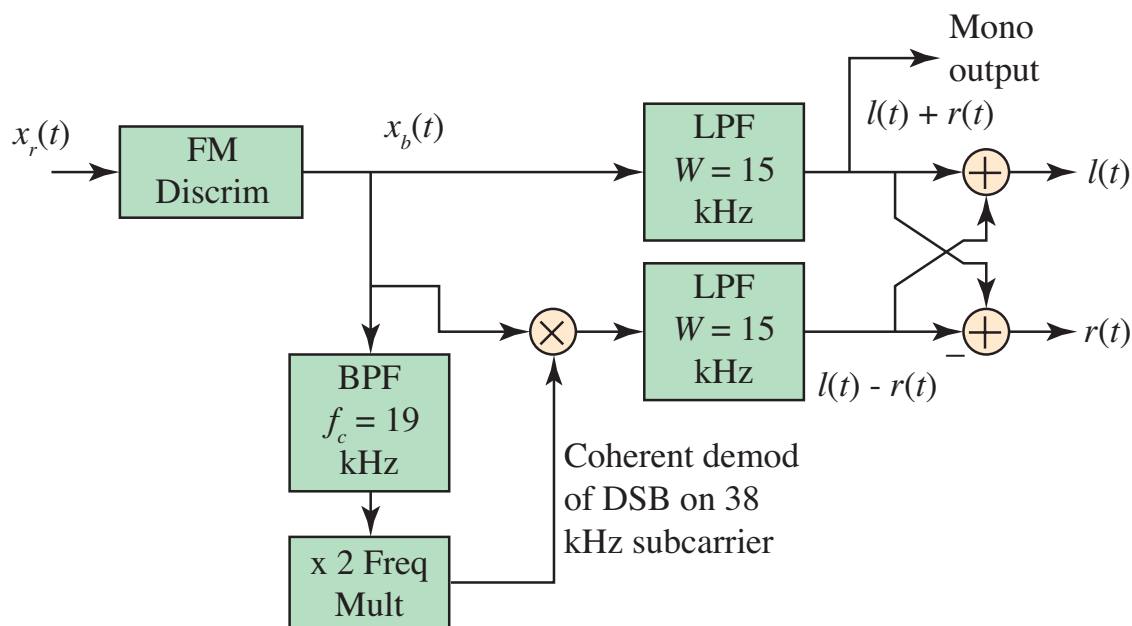 Mono
output
x_r(t)
FM
Discrim
x_b(t)
LPF
W = 15
kHz
l(t) + r(t)
+
l(t)
×
LPF
W = 15
kHz
–
+
r(t)
l(t) - r(t)
BPF
f_c = 19
kHz
Coherent demod
of DSB on 38
kHz subcarrier
x 2 Freq
Mult